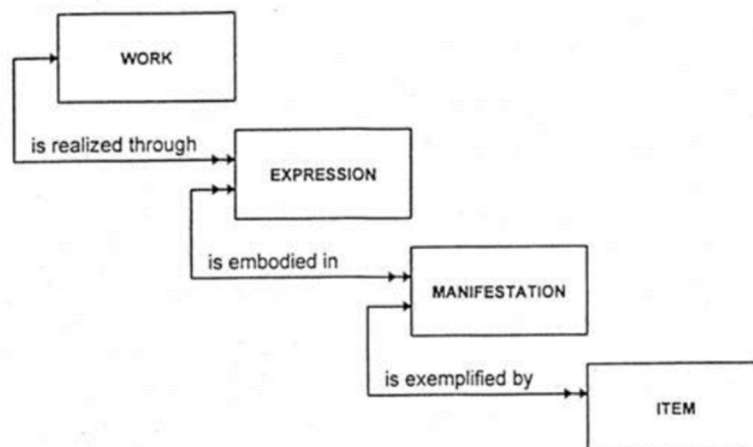 WORK
is realized through
EXPRESSION
is embodied in
MANIFESTATION
is exemplified by
ITEM